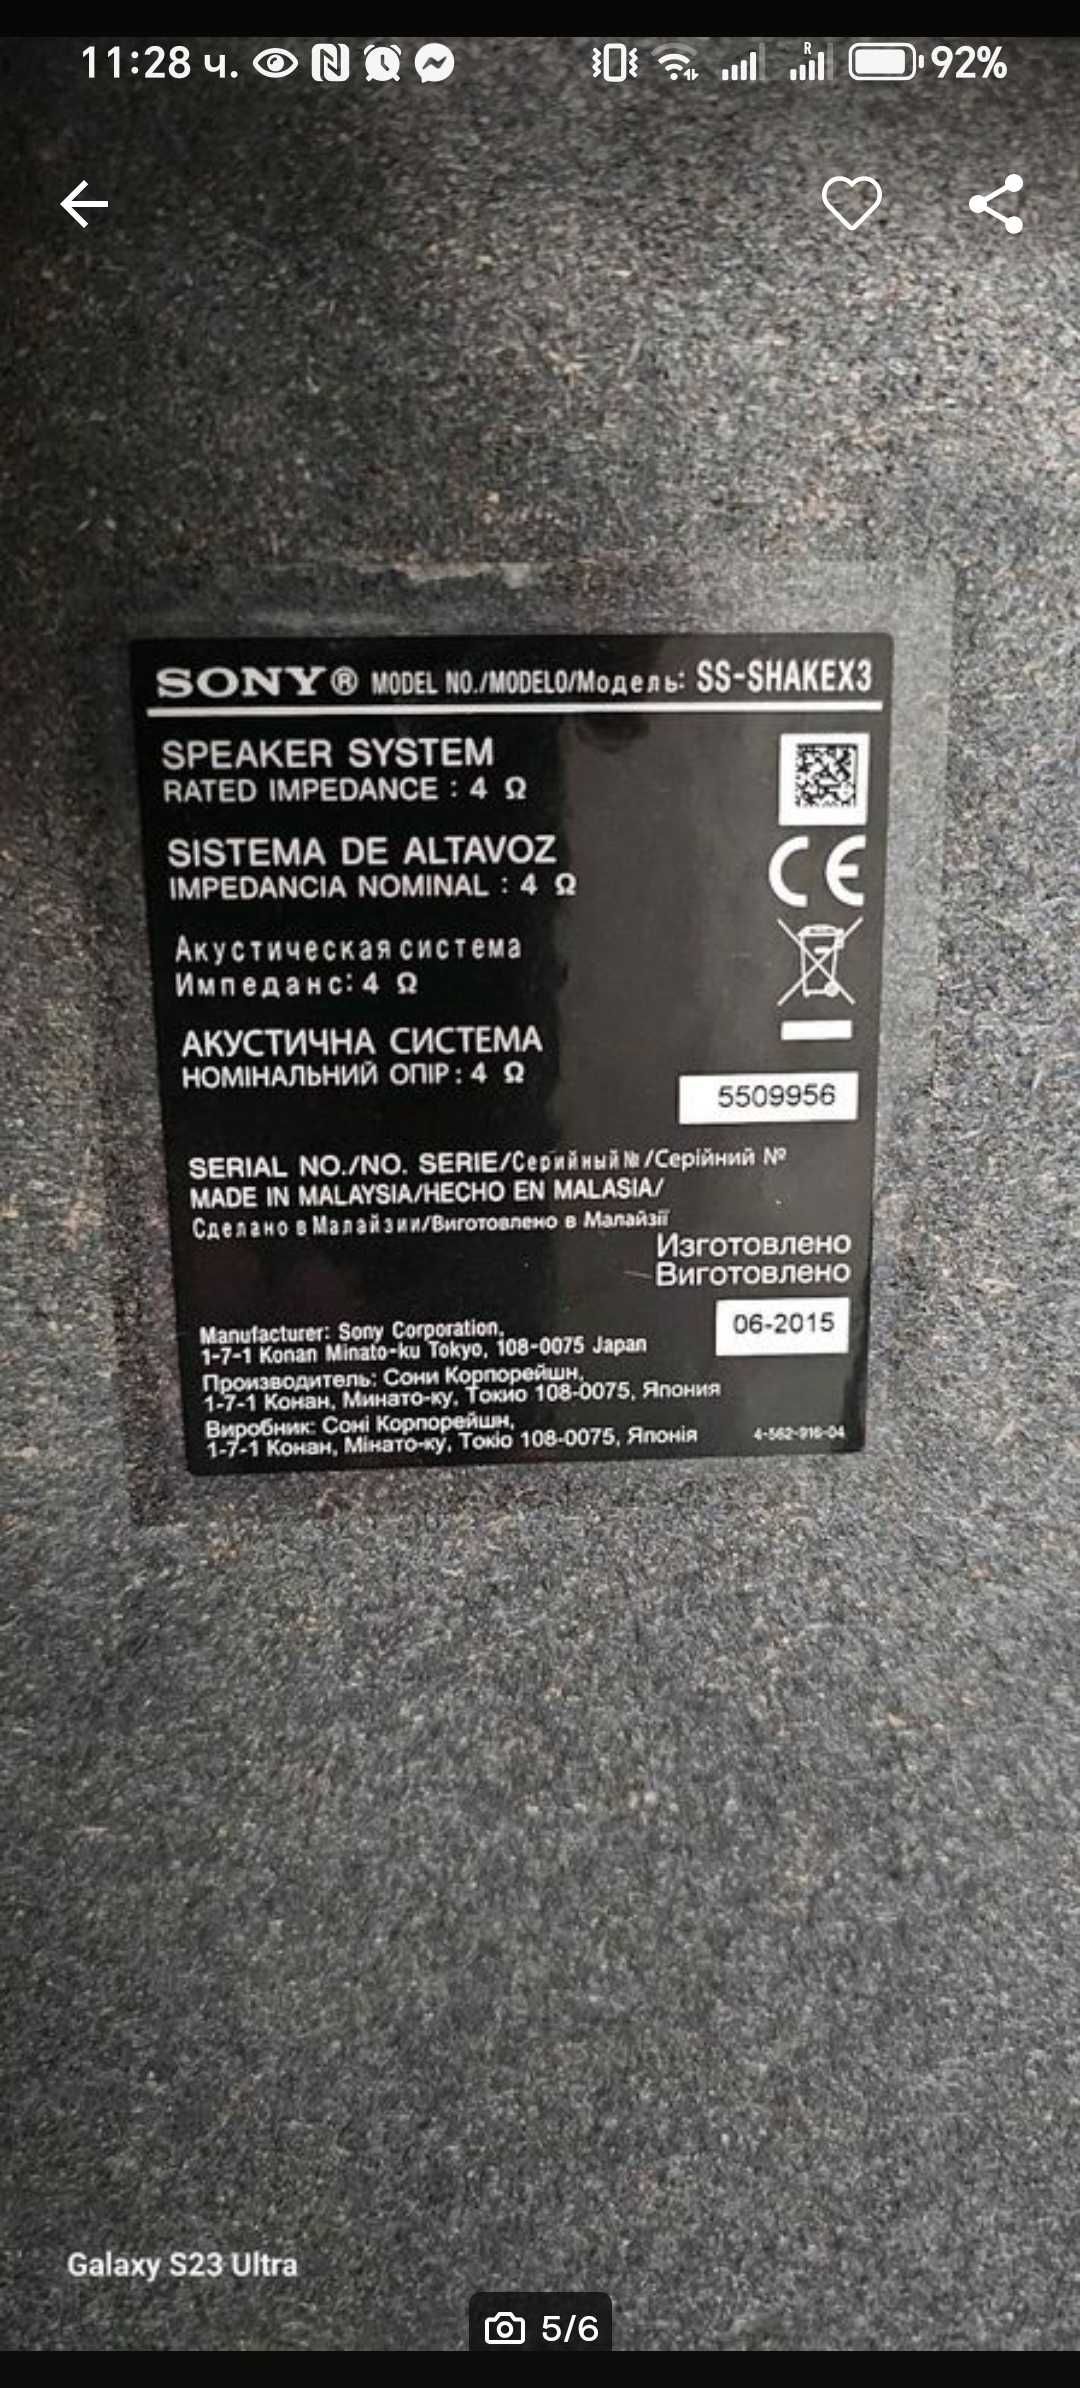 11:28 ч.
R
92%
SONY® MODEL NO./MODELO/Модель: SS-SHAKEX3
SPEAKER SYSTEM
RATED IMPEDANCE : 4 Ω
SISTEMA DE ALTAVOZ
IMPEDANCIA NOMINAL : 4 Ω
Акустическая система
Импеданс: 4 Ω
АКУСТИЧНА СИСТЕМА
НОМІНАЛЬНИЙ ОПІР: 4 Ω
CE
5509956
SERIAL NO./NO. SERIE/Серийный №/Серійний №
MADE IN MALAYSIA/HECHO EN MALASIA/
Сделано в Малайзии/Виготовлено в Малайзії
Изготовлено
Виготовлено
06-2015
Manufacturer: Sony Corporation,
1-7-1 Konan Minato-ku Tokyo, 108-0075 Japan
Производитель: Сони Корпорейшн,
1-7-1 Конан, Минато-ку, Токио 108-0075, Япония
Виробник: Соні Корпорейшн,
1-7-1 Конан, Мінато-ку, Токіо 108-0075, Японія
4-562-916-04
Galaxy S23 Ultra
5/6